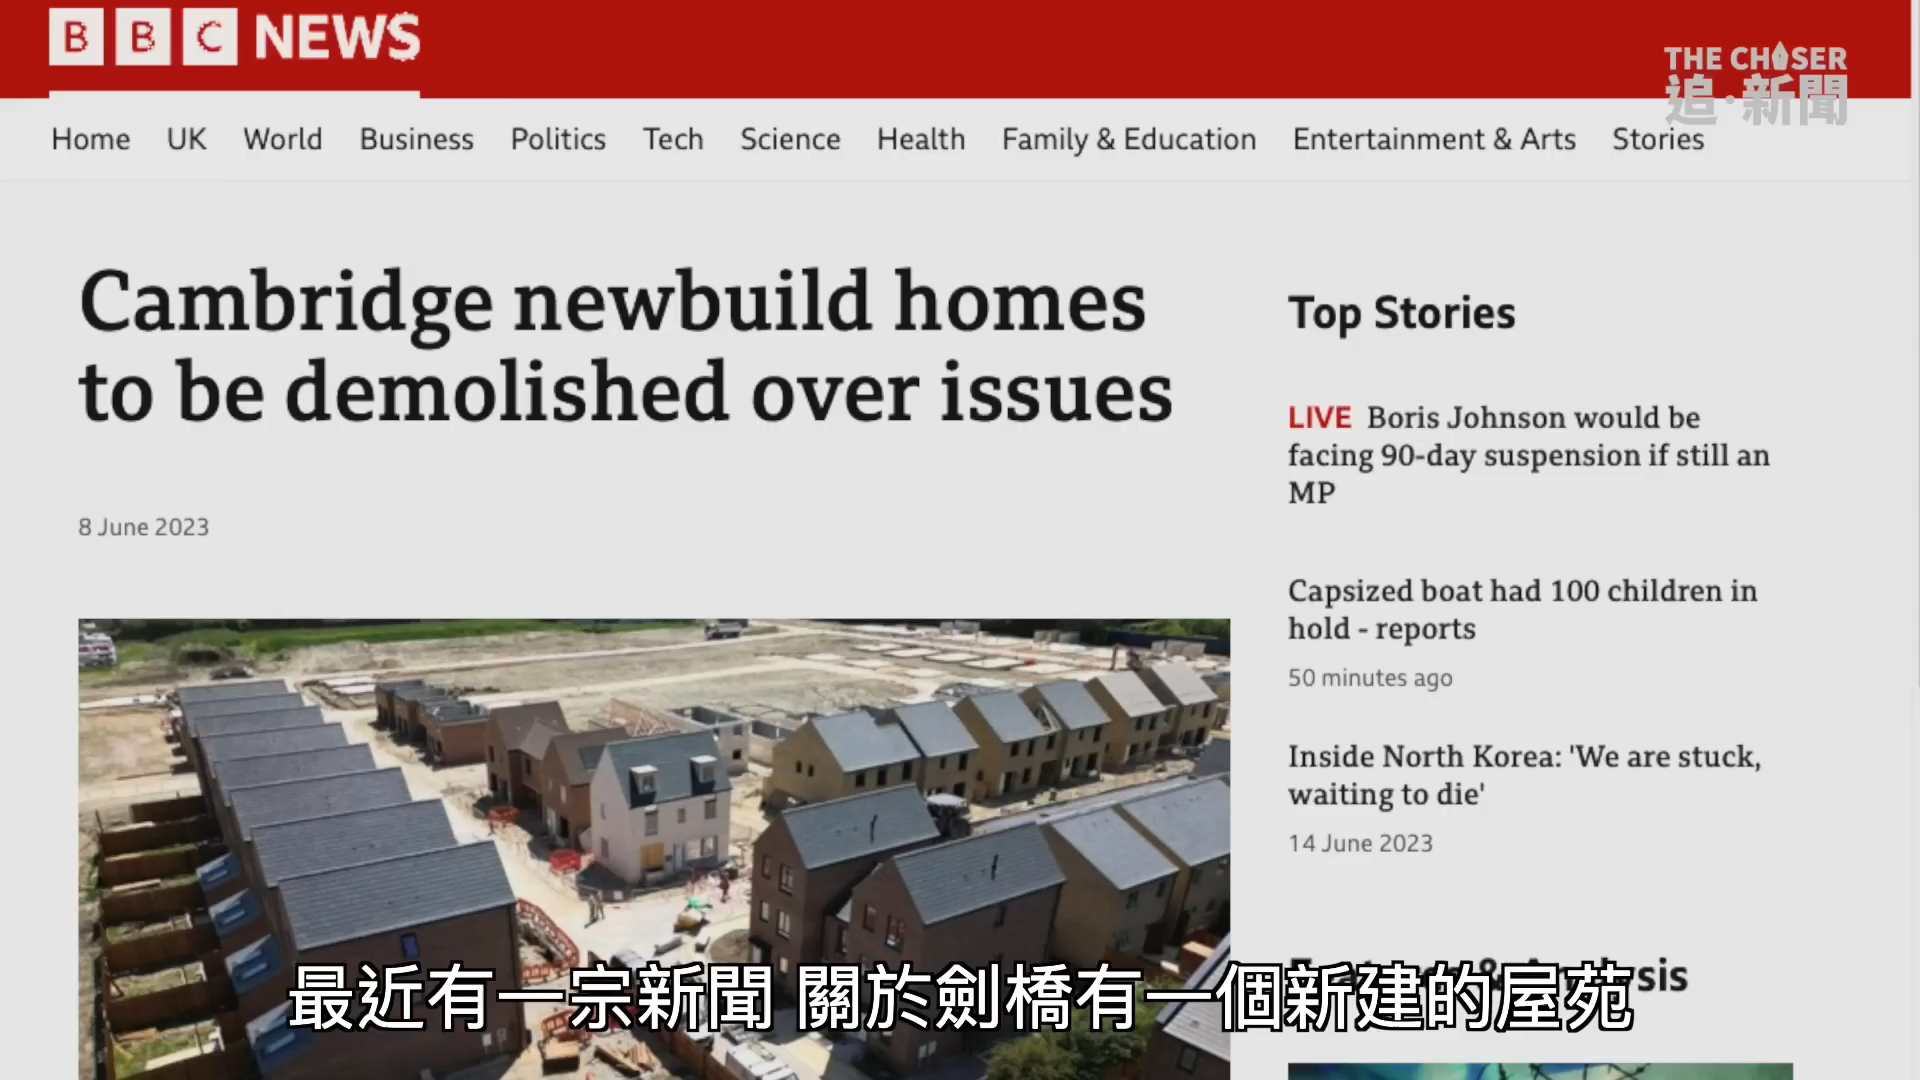 BBC NEWS
THE CHASER
追·新聞
Home UK World Business Politics Tech Science Health Family & Education Entertainment & Arts Stories
Cambridge newbuild homes
to be demolished over issues
8 June 2023
Top Stories
LIVE Boris Johnson would be
facing 90-day suspension if still an
MP
Capsized boat had 100 children in
hold - reports
50 minutes ago
Inside North Korea: 'We are stuck,
waiting to die'
14 June 2023
最近有一宗新聞 關於劍橋有一個新建的屋苑